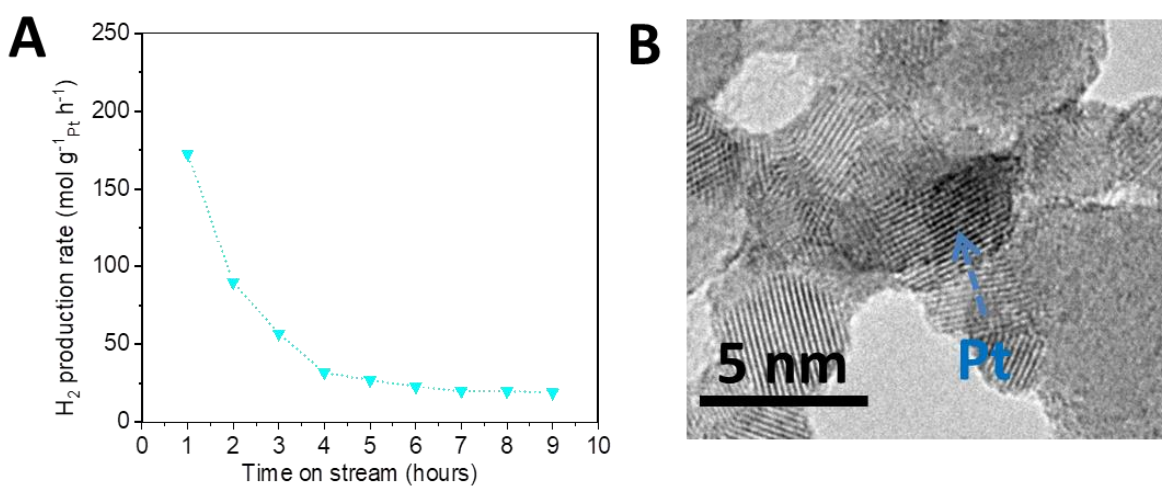 A
H₂ production rate (mol g⁻¹Pt h⁻¹)
250
200
150
100
50
0
0 1 2 3 4 5 6 7 8 9 10
Time on stream (hours)
B
5 nm
Pt